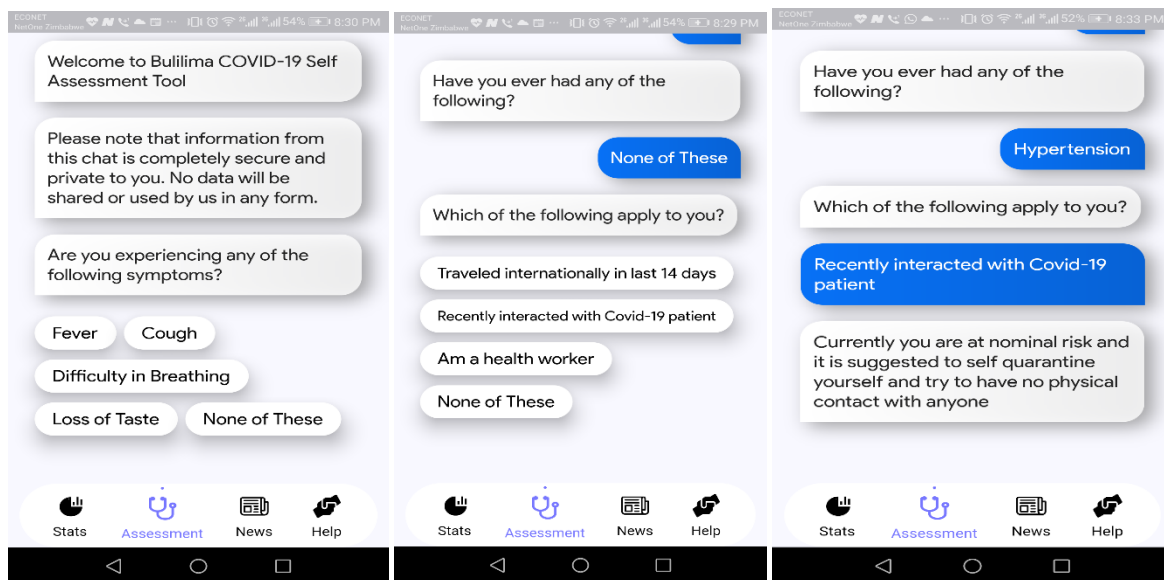 ECONET
NetOne Zimbabwe
54%
8:30 PM
Welcome to Bulilima COVID-19 Self
Assessment Tool
Please note that information from
this chat is completely secure and
private to you. No data will be
shared or used by us in any form.
Are you experiencing any of the
following symptoms?
Fever
Cough
Difficulty in Breathing
Loss of Taste
None of These
Stats
Assessment
News
Help
ECONET
NetOne Zimbabwe
54%
8:29 PM
Have you ever had any of the
following?
None of These
Which of the following apply to you?
Traveled internationally in last 14 days
Recently interacted with Covid-19 patient
Am a health worker
None of These
Stats
Assessment
News
Help
ECONET
NetOne Zimbabwe
52%
8:33 PM
Have you ever had any of the
following?
Hypertension
Which of the following apply to you?
Recently interacted with Covid-19
patient
Currently you are at nominal risk and
it is suggested to self quarantine
yourself and try to have no physical
contact with anyone
Stats
Assessment
News
Help